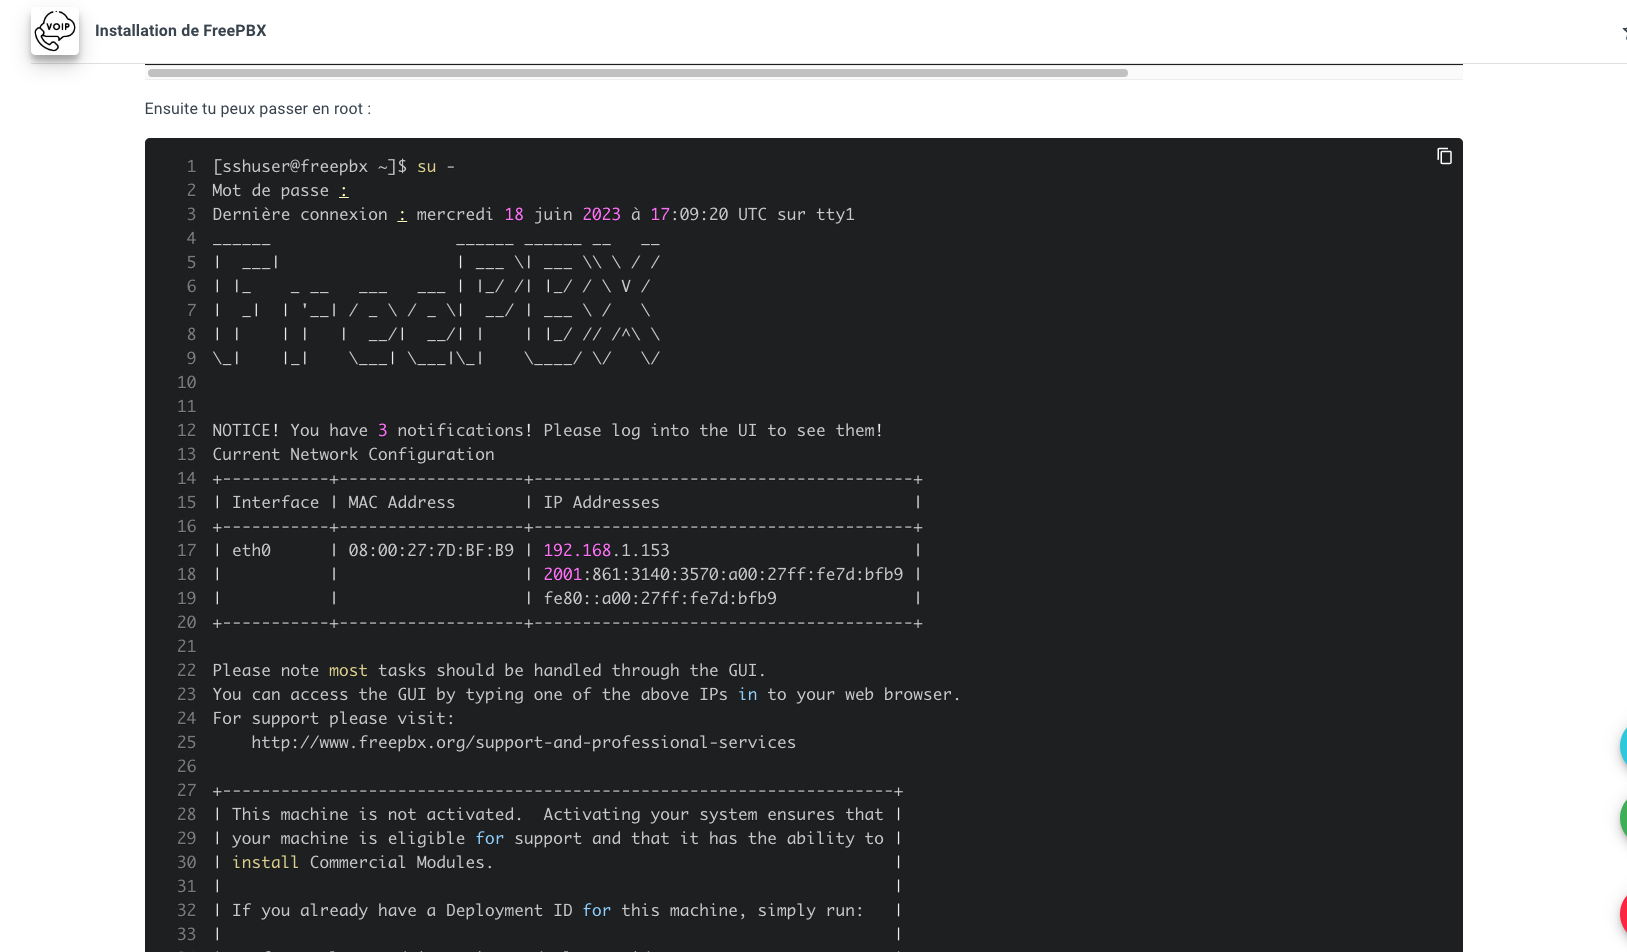 VOIP
Installation de FreePBX
Ensuite tu peux passer en root :
1 [sshuser@freepbx ~]$ su -
2 Mot de passe :
3 Dernière connexion : mercredi 18 juin 2023 à 17:09:20 UTC sur tty1
4 ______                   ______ ______ __   __
5 |  ___|                  | ___ \| ___ \\ \ / /
6 | |_    _ __   ___   ___ | |_/ /| |_/ / \ V /
7 |  _|  | '__| / _ \ / _ \|  __/ | ___ \ /   \
8 | |    | |   |  __/|  __/| |    | |_/ // /^\ \
9 \_|    |_|    \___| \___|\_|    \____/ \/   \/
10
11
12 NOTICE! You have 3 notifications! Please log into the UI to see them!
13 Current Network Configuration
14 +-----------+-------------------+---------------------------------------+
15 | Interface | MAC Address       | IP Addresses                          |
16 +-----------+-------------------+---------------------------------------+
17 | eth0      | 08:00:27:7D:BF:B9 | 192.168.1.153                         |
18 |           |                   | 2001:861:3140:3570:a00:27ff:fe7d:bfb9 |
19 |           |                   | fe80::a00:27ff:fe7d:bfb9              |
20 +-----------+-------------------+---------------------------------------+
21
22 Please note most tasks should be handled through the GUI.
23 You can access the GUI by typing one of the above IPs in to your web browser.
24 For support please visit:
25     http://www.freepbx.org/support-and-professional-services
26
27 +---------------------------------------------------------------------+
28 | This machine is not activated.  Activating your system ensures that |
29 | your machine is eligible for support and that it has the ability to |
30 | install Commercial Modules.                                         |
31 |                                                                     |
32 | If you already have a Deployment ID for this machine, simply run:   |
33 |                                                                     |